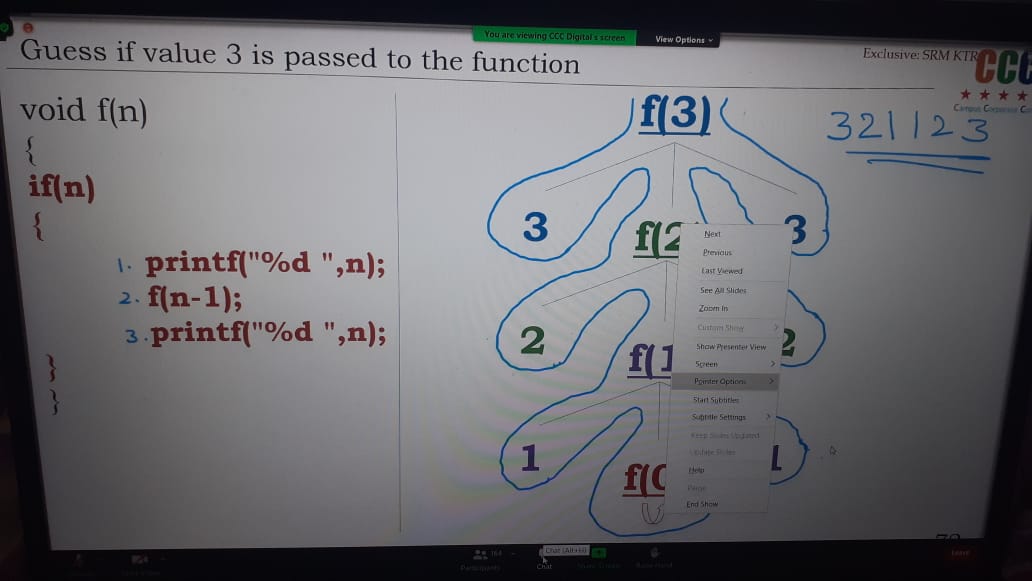 You are viewing CCC Digital's screen
View Options
Guess if value 3 is passed to the function
Exclusive: SRM KTR
CCC
void f(n)
{
if(n)
{
1. printf("%d ",n);
2. f(n-1);
3. printf("%d ",n);
}
}
f(3)
321123
3
f(2
3
2
f(1
2
1
f(0
1
Next
Previous
Last Viewed
See All Slides
Zoom In
Custom Show
Show Presenter View
Screen
Pointer Options
Start Subtitles
Subtitle Settings
Keep Slides Updated
Update Slides
Help
Pause
End Show
164
Participants
Chat (Alt+H)
Chat
Share Screen
Raise Hand
Leave